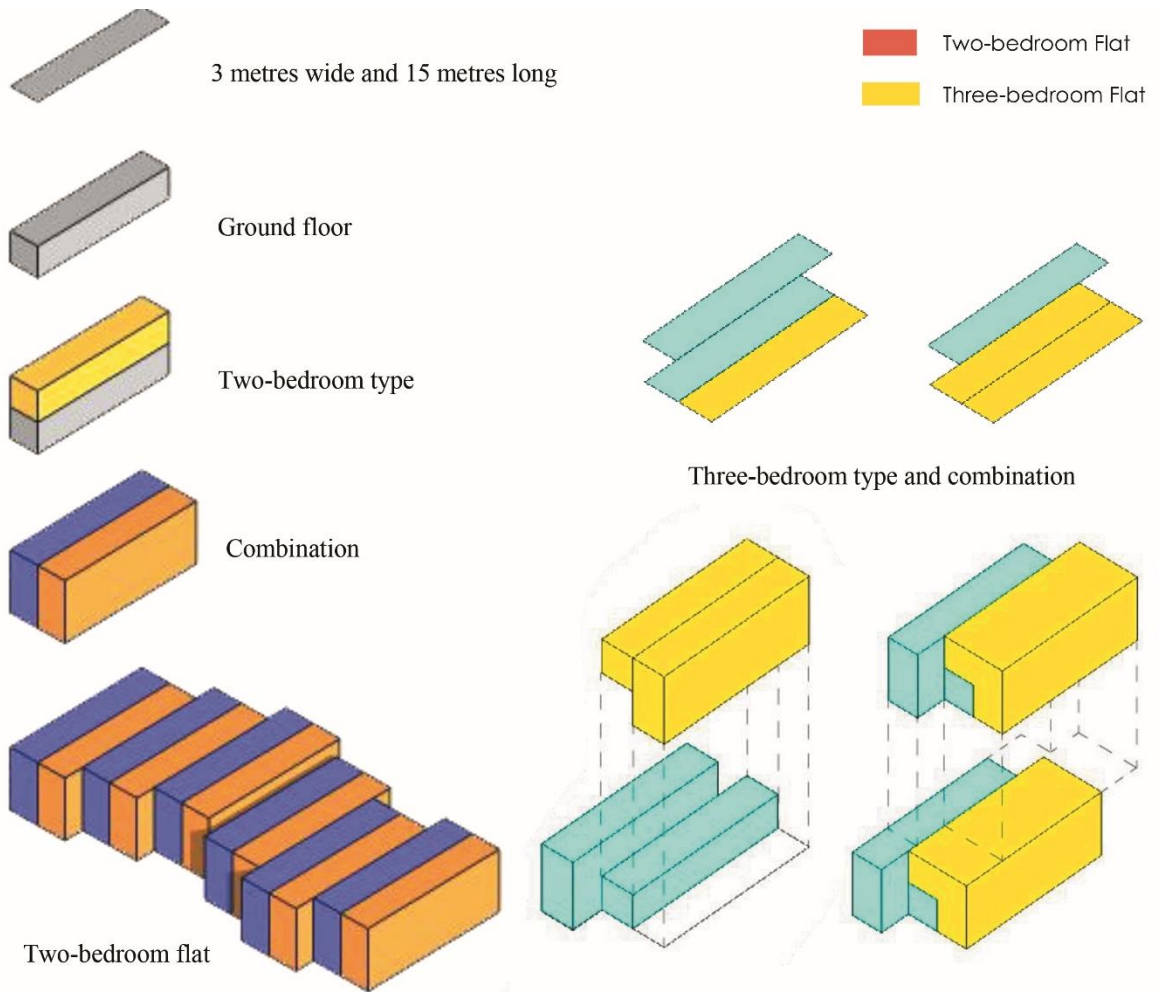 3 metres wide and 15 metres long
Two-bedroom Flat
Three-bedroom Flat
Ground floor
Two-bedroom type
Three-bedroom type and combination
Combination
Two-bedroom flat